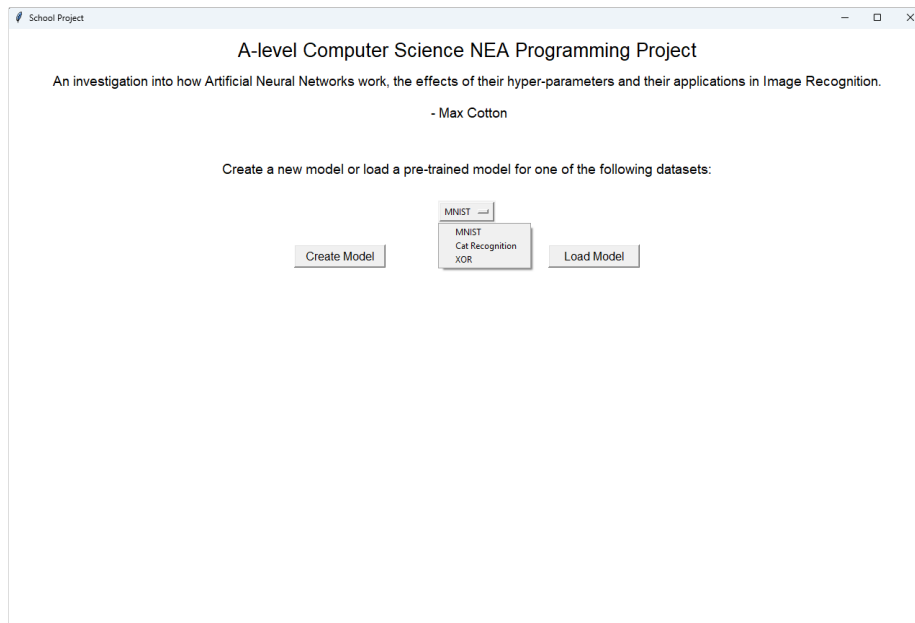 School Project
A-level Computer Science NEA Programming Project
An investigation into how Artificial Neural Networks work, the effects of their hyper-parameters and their applications in Image Recognition.
- Max Cotton
Create a new model or load a pre-trained model for one of the following datasets:
MNIST
MNIST
Cat Recognition
XOR
Create Model
Load Model